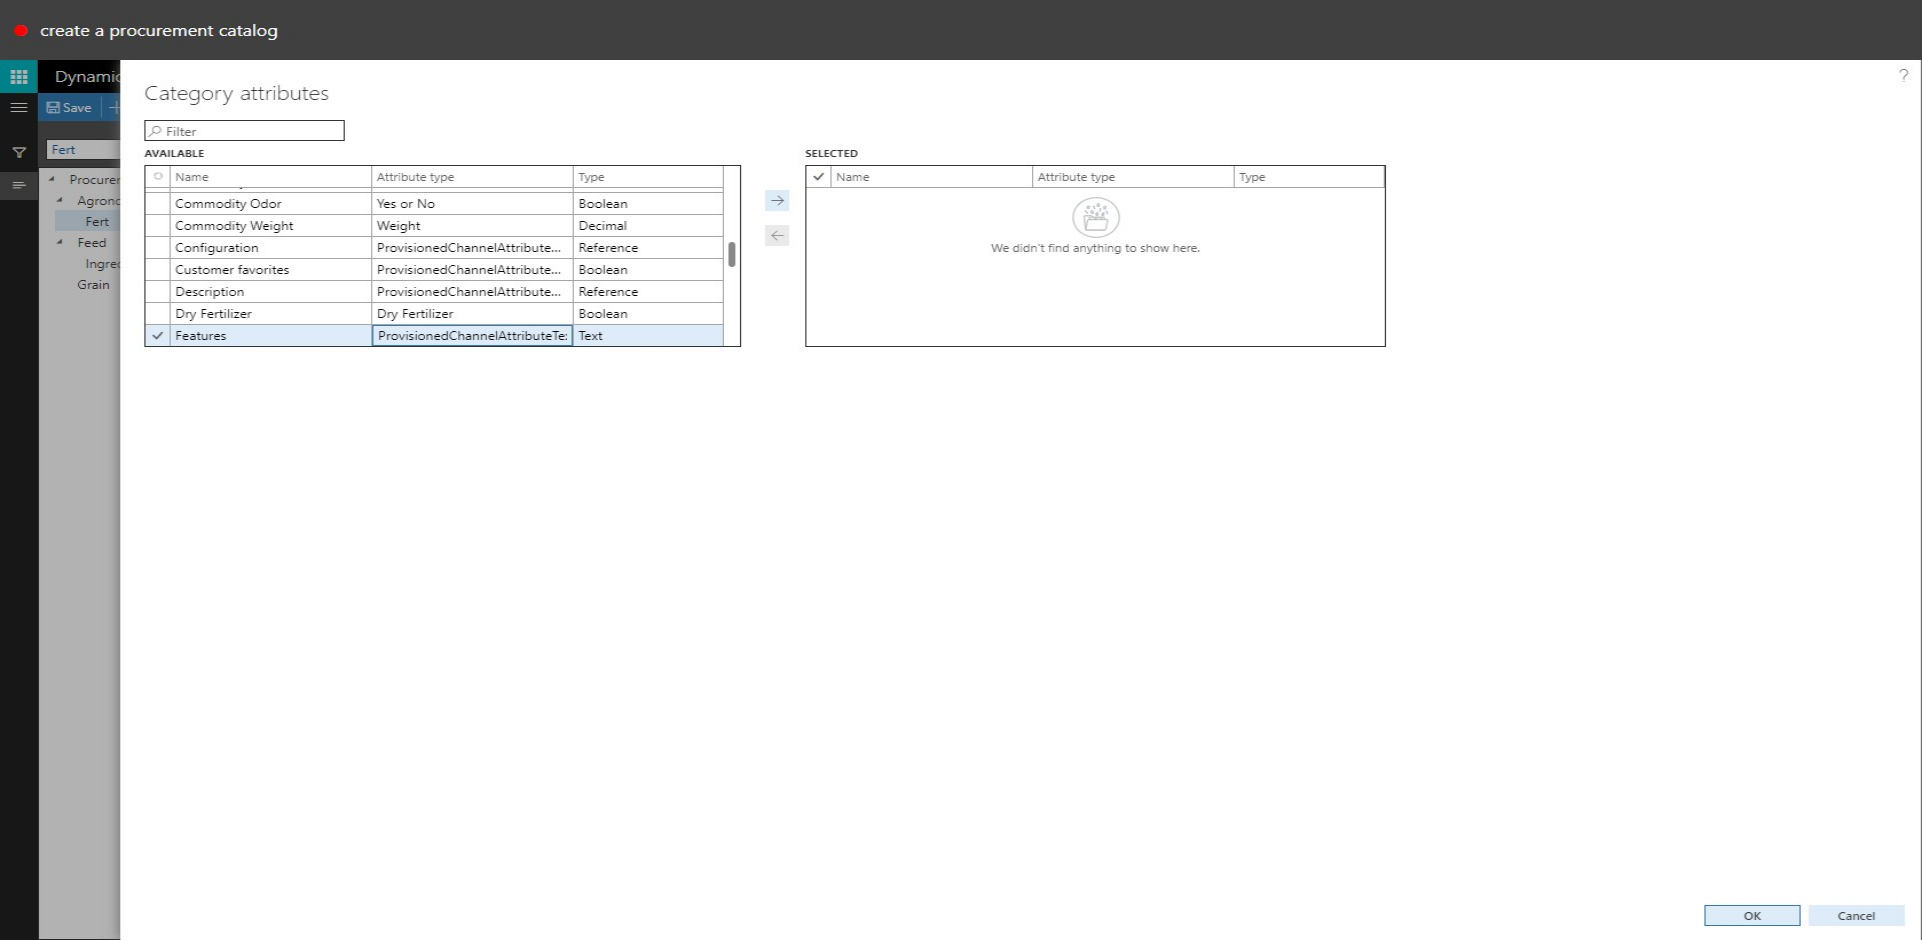 create a procurement catalog
Dynamic
?
Save
Category attributes
Filter
Fert
AVAILABLE
SELECTED
Name Attribute type Type
Name Attribute type Type
Procurer
Agrono
Fert
Feed
Ingred
Grain
Commodity Odor Yes or No Boolean
Commodity Weight Weight Decimal
Configuration ProvisionedChannelAttribute... Reference
Customer favorites ProvisionedChannelAttribute... Boolean
Description ProvisionedChannelAttribute... Reference
Dry Fertilizer Dry Fertilizer Boolean
Features ProvisionedChannelAttributeTe: Text
We didn't find anything to show here.
OK Cancel